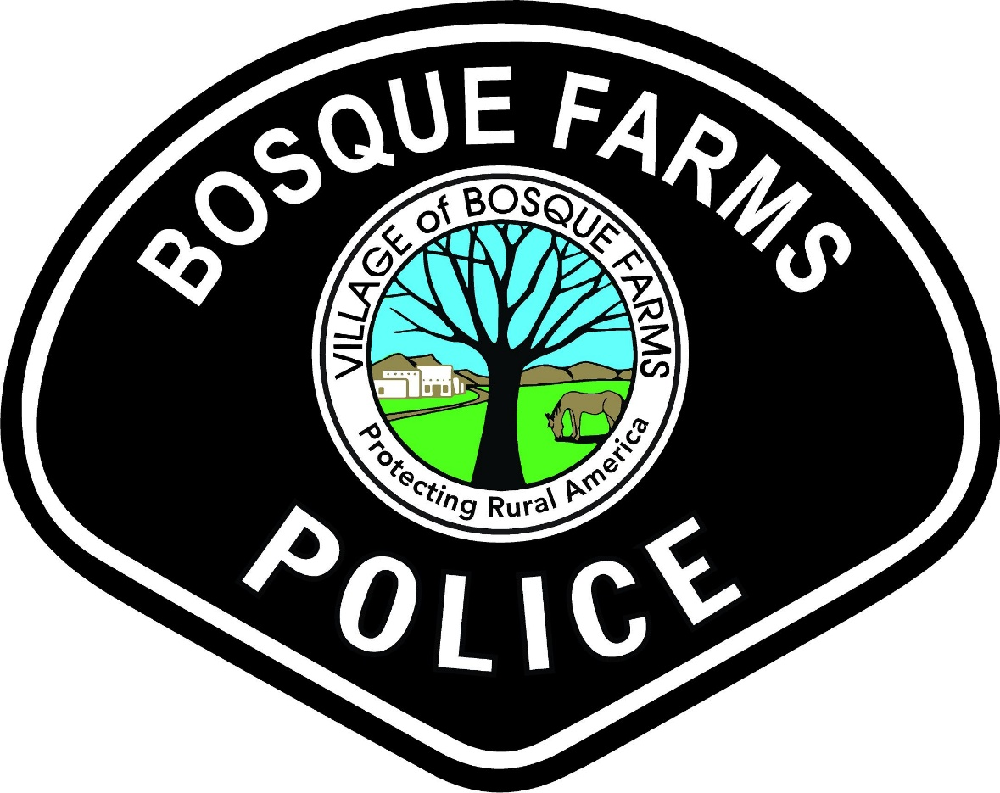 BOSQUE FARMS
VILLAGE of BOSQUE FARMS
Protecting Rural America
POLICE